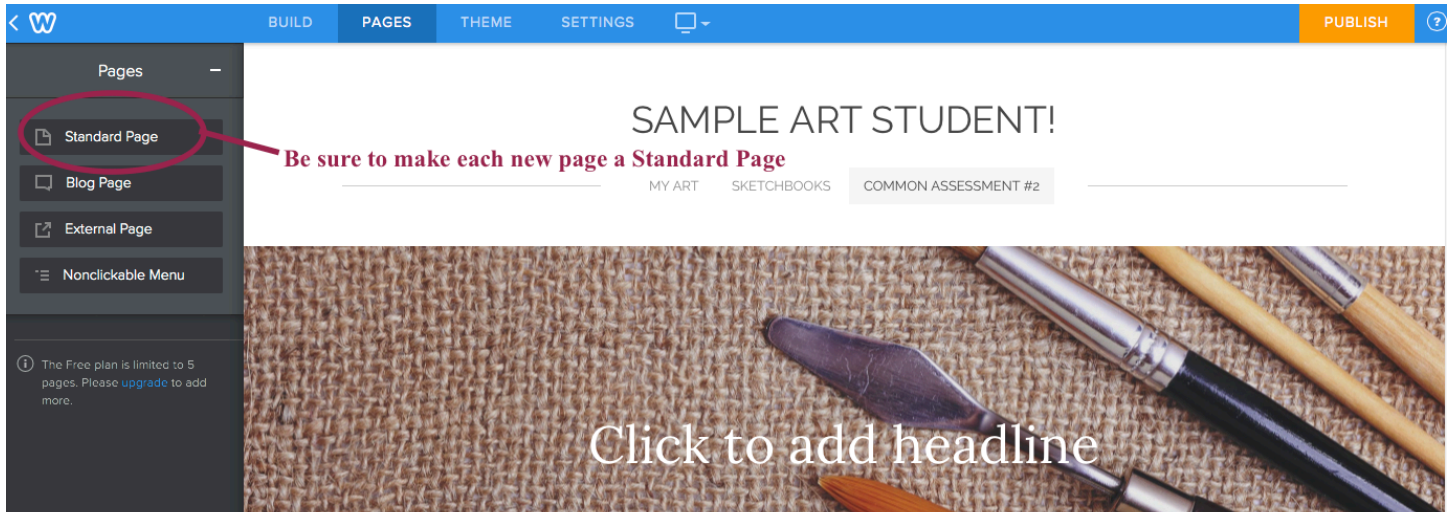 BUILD PAGES THEME SETTINGS PUBLISH ?
Pages
Standard Page
Blog Page
External Page
Nonclickable Menu
The Free plan is limited to 5
pages. Please upgrade to add
more.
SAMPLE ART STUDENT!
Be sure to make each new page a Standard Page
MY ART SKETCHBOOKS COMMON ASSESSMENT #2
Click to add headline